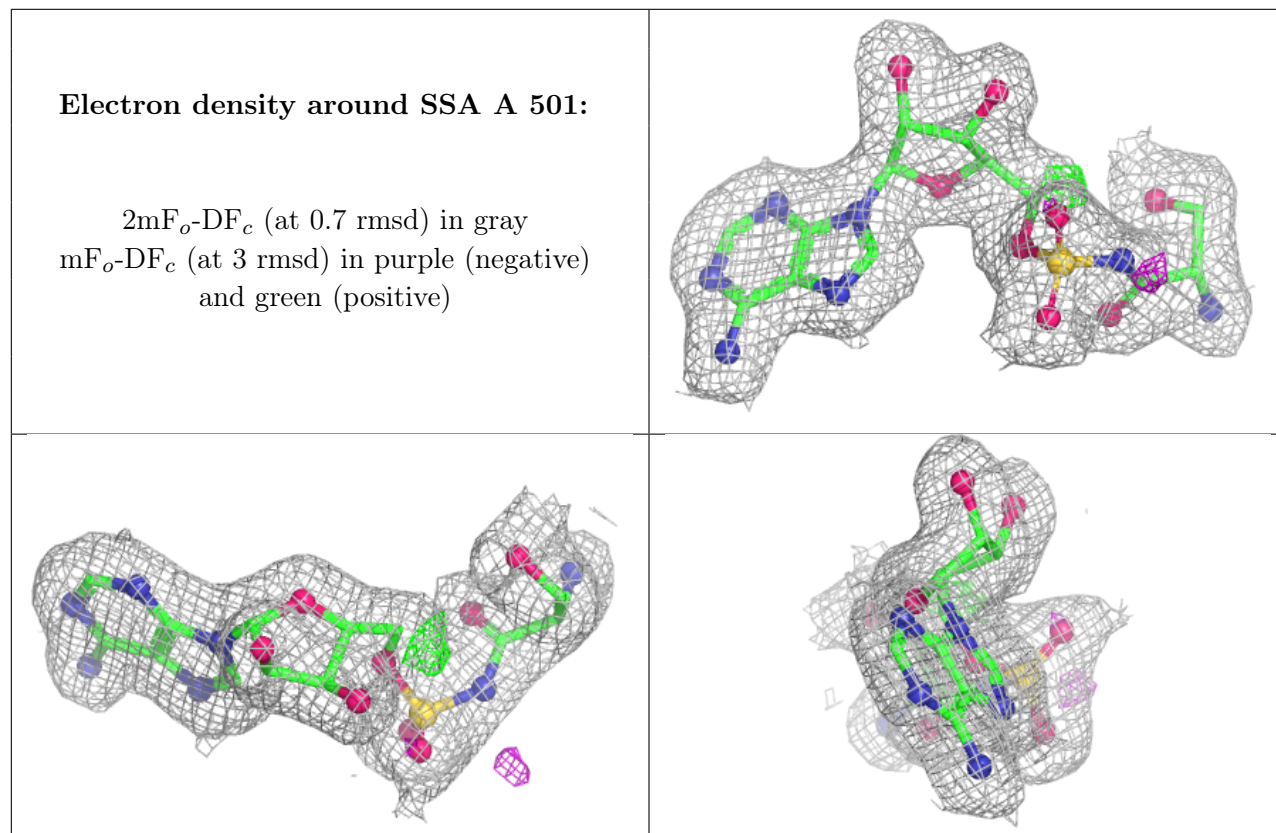 Electron density around SSA A 501:
2mFo-DFc (at 0.7 rmsd) in gray
mFo-DFc (at 3 rmsd) in purple (negative)
and green (positive)